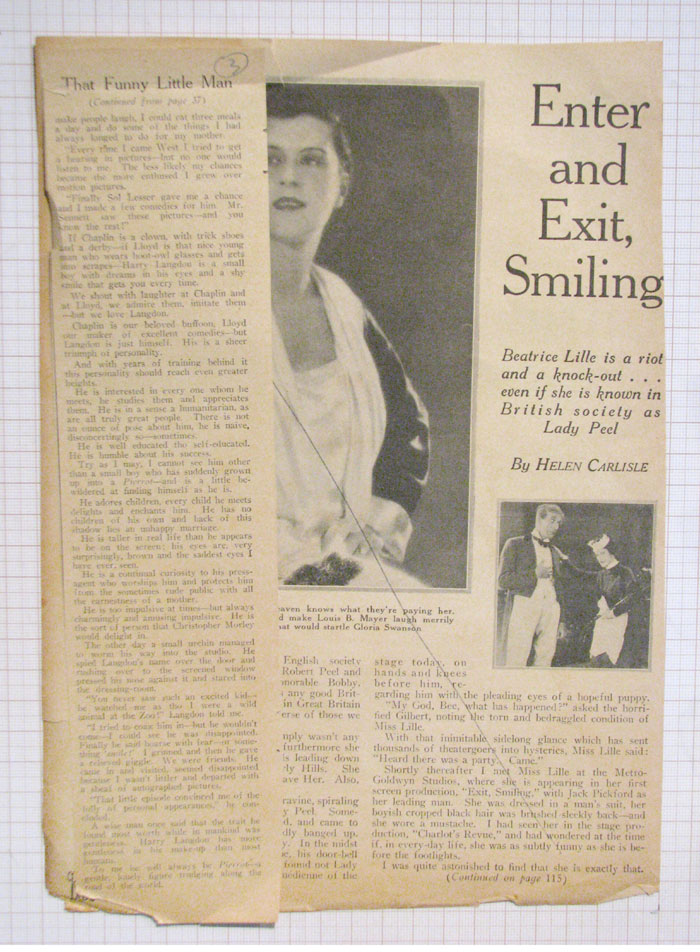 3
That Funny Little Man
(Continued from page 37)
make people laugh, I could eat three meals
a day and do some of the things I had
always longed to do for my mother.
"Every time I came West I tried to get
a hearing in pictures—but no one would
listen to me. The less likely my chances
became the more enthused I grew over
motion pictures.
"Finally Sol Lesser gave me a chance
and I made a few comedies for him. Mr.
Sennett saw these pictures—and you
know the rest!"
If Chaplin is a clown, with trick shoes
and a derby—if Lloyd is that nice young
man who wears hoot-owl glasses and gets
into scrapes—Harry Langdon is a small
boy with dreams in his eyes and a shy
smile that gets you every time.
We shout with laughter at Chaplin and
at Lloyd, we admire them, imitate them
—but we love Langdon.
Chaplin is our beloved buffoon, Lloyd
our maker of excellent comedies—but
Langdon is just himself. His is a sheer
triumph of personality.
And with years of training behind it
this personality should reach even greater
heights.
He is interested in every one whom he
meets, he studies them and appreciates
them. He is in a sense a humanitarian, as
are all truly great people. There is not
an ounce of pose about him, he is naive,
disconcertingly so—sometimes.
He is well educated tho self-educated.
He is humble about his success.
Try as I may, I cannot see him other
than a small boy who has suddenly grown
up into a Pierrot—and is a little be-
wildered at finding himself as he is.
He adores children, every child he meets
delights and enchants him. He has no
children of his own and back of this
shadow lies an unhappy marriage.
He is taller in real life than he appears
to be on the screen; his eyes are, very
surprisingly, brown and the saddest eyes I
have ever seen.
He is a continual curiosity to his press-
agent who worships him and protects him
from the sometimes rude public with all
the earnestness of a mother.
He is too impulsive at times—but always
charmingly and amusing impulsive. He is
the sort of person that Christopher Morley
would delight in.
The other day a small urchin managed
to worm his way into the studio. He
spied Langdon's name over the door and
rushing over to the screened window
pressed his nose against it and stared into
the dressing-room.
"You never saw such an excited kid—
he watched me as tho I were a wild
animal at the Zoo!" Langdon told me.
"I tried to entice him in—but he wouldn't
come—I could see he was disappointed.
Finally he said hoarse with fear—or some-
thing 'smile!' I grinned and then he gave
a relieved giggle. We were friends. He
came in and visited, seemed disappointed
because I wasn't littler and departed with
a sheaf of autographed pictures.
"That little episode convinced me of the
folly of personal appearances," he con-
cluded.
A wise man once said that the trait he
found most worth while in mankind was
gentleness. Harry Langdon has more
gentleness in his make-up than most
humans.
To me he will always be Pierrot—a
gentle, lonely figure trudging along the
road of the world.
Enter
and
Exit,
Smiling
Beatrice Lille is a riot
and a knock-out . . .
even if she is known in
British society as
Lady Peel
By HELEN CARLISLE
eaven knows what they're paying her.
d make Louis B. Mayer laugh merrily
hat would startle Gloria Swanson
English society
Robert Peel and
onorable Bobby.
any good Brit-
in Great Britain
erse of those we
mply wasn't any
furthermore she
is leading down
ly Hills. She
ave Her. Also,
ravine, spiraling
y Peel. Some-
d, and came to
dly banged up.
y. In the midst
se, his door-bell
found not Lady
medienne of the
stage today, on
hands and knees
before him, re-
garding him with the pleading eyes of a hopeful puppy.
"My God, Bee, what has happened?" asked the horri-
fied Gilbert, noting the torn and bedraggled condition of
Miss Lille.
With that inimitable sidelong glance which has sent
thousands of theatergoers into hysterics, Miss Lille said:
"Heard there was a party. Came."
Shortly thereafter I met Miss Lille at the Metro-
Goldwyn Studios, where she is appearing in her first
screen production, "Exit, Smiling," with Jack Pickford as
her leading man. She was dressed in a man's suit, her
boyish cropped black hair was brushed sleekly back—and
she wore a mustache. I had seen her in the stage pro-
duction, "Charlot's Revue," and had wondered at the time
if, in every-day life, she was as subtly funny as she is be-
fore the footlights.
I was quite astonished to find that she is exactly that.
(Continued on page 115)